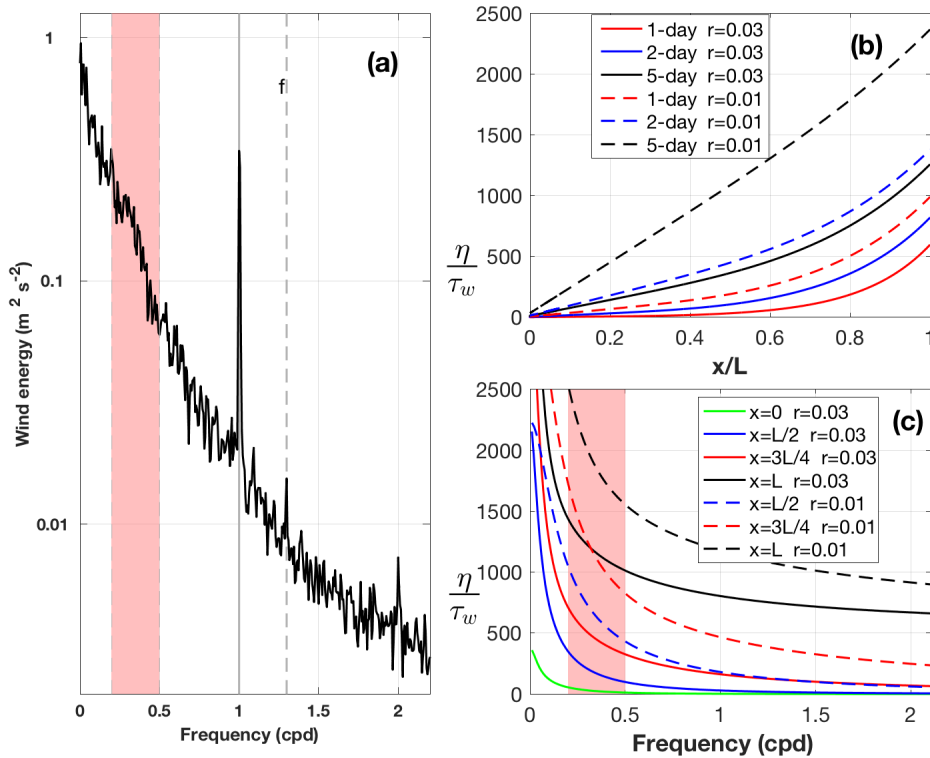 (a)
f
1
0.1
0.01
Wind energy (m 2 s-2)
0
0.5
1
1.5
2
Frequency (cpd)
(b)
1-day r=0.03
2-day r=0.03
5-day r=0.03
1-day r=0.01
2-day r=0.01
5-day r=0.01
2500
2000
1500
1000
500
0
η
τw
0
0.2
0.4
0.6
0.8
1
x/L
(c)
x=0 r=0.03
x=L/2 r=0.03
x=3L/4 r=0.03
x=L r=0.03
x=L/2 r=0.01
x=3L/4 r=0.01
x=L r=0.01
2500
2000
1500
1000
500
0
η
τw
0
0.5
1
1.5
2
Frequency (cpd)